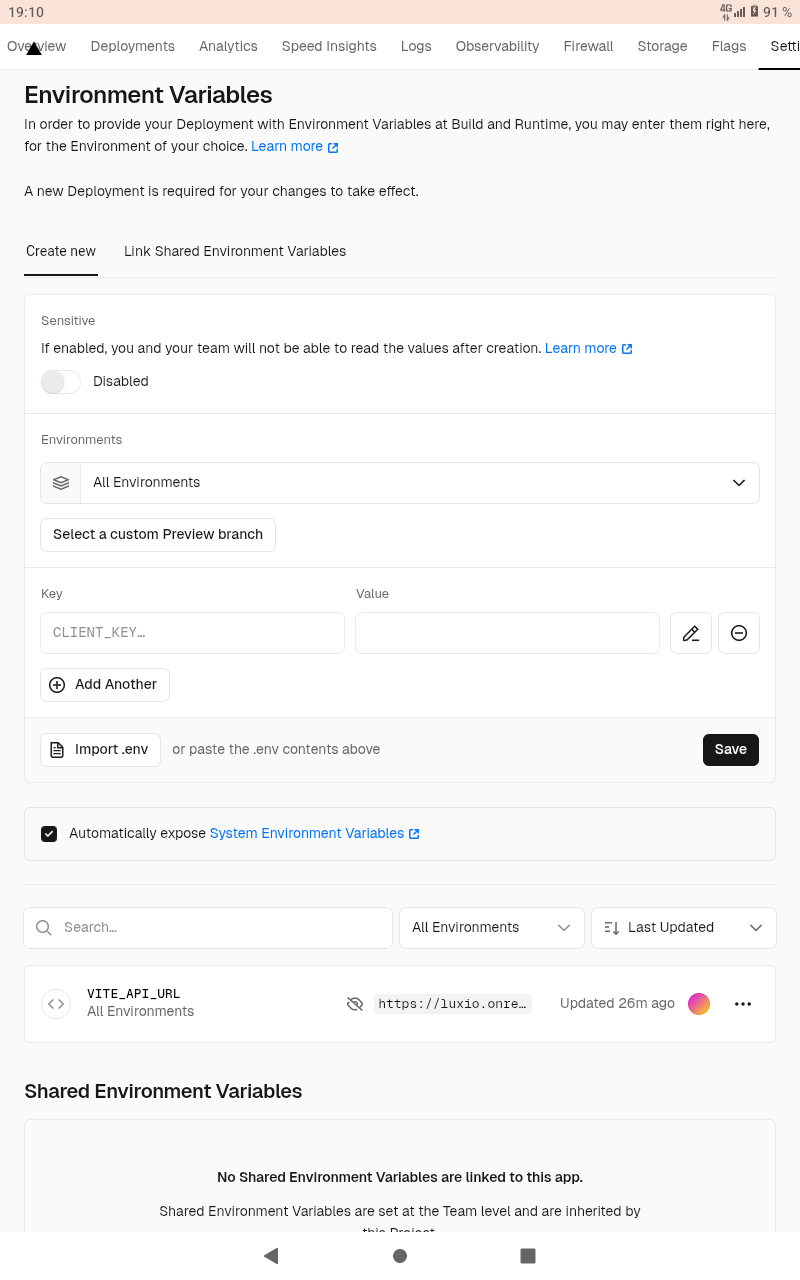 19:10
4G 91 %
Overview Deployments Analytics Speed Insights Logs Observability Firewall Storage Flags Setti
Environment Variables
In order to provide your Deployment with Environment Variables at Build and Runtime, you may enter them right here,
for the Environment of your choice. Learn more
A new Deployment is required for your changes to take effect.
Create new Link Shared Environment Variables
Sensitive
If enabled, you and your team will not be able to read the values after creation. Learn more
Disabled
Environments
All Environments
Select a custom Preview branch
Key Value
CLIENT_KEY…
Add Another
Import .env or paste the .env contents above Save
Automatically expose System Environment Variables
Search… All Environments Last Updated
VITE_API_URL
All Environments
https://luxio.onre… Updated 26m ago
Shared Environment Variables
No Shared Environment Variables are linked to this app.
Shared Environment Variables are set at the Team level and are inherited by
this Project